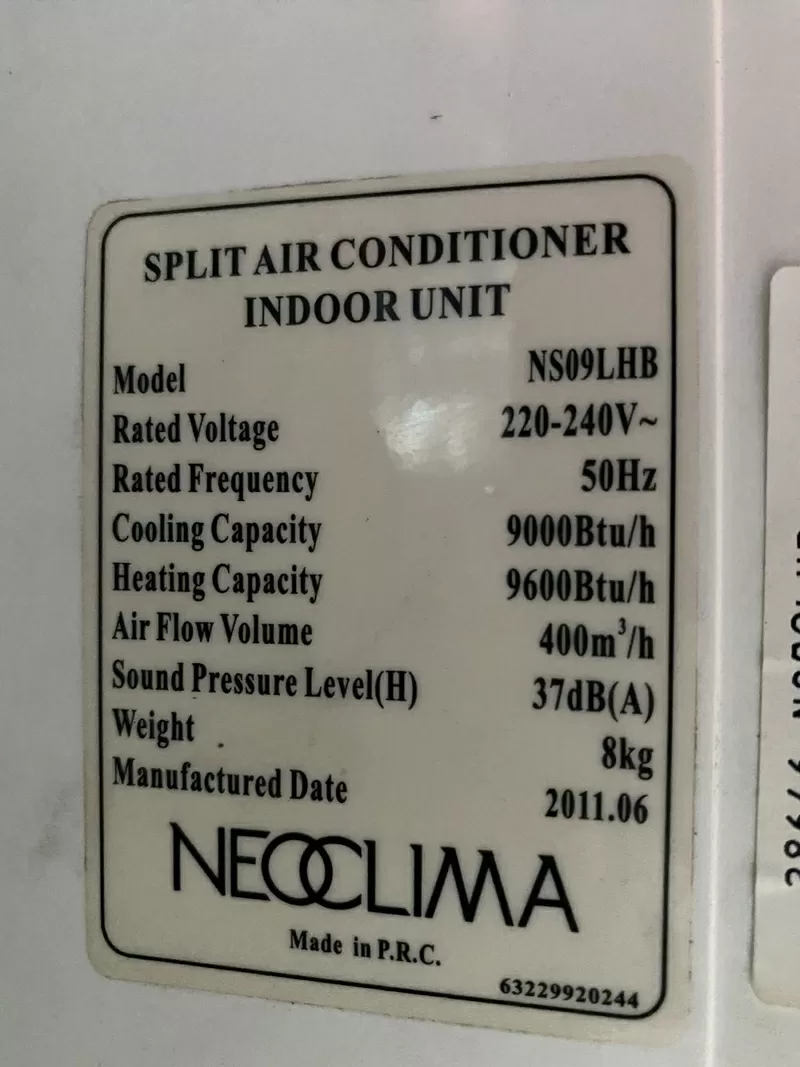 SPLIT AIR CONDITIONER
INDOOR UNIT
Model NS09LHB
Rated Voltage 220-240V~
Rated Frequency 50Hz
Cooling Capacity 9000Btu/h
Heating Capacity 9600Btu/h
Air Flow Volume 400m³/h
Sound Pressure Level(H) 37dB(A)
Weight 8kg
Manufactured Date 2011.06
NEOCLIMA
Made in P.R.C.
63229920244